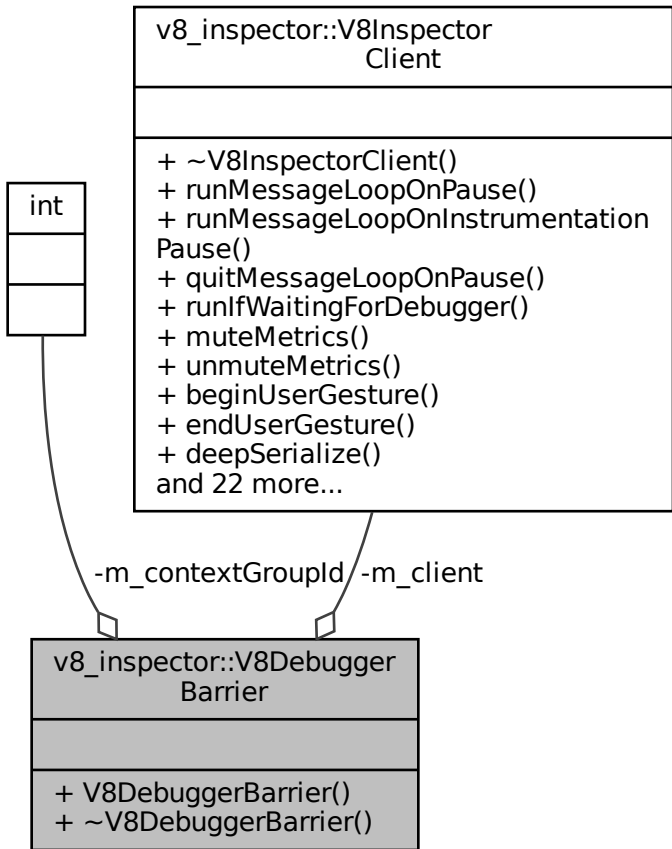 v8_inspector::V8Inspector
Client
+ ~V8InspectorClient()
+ runMessageLoopOnPause()
+ runMessageLoopOnInstrumentation
Pause()
+ quitMessageLoopOnPause()
+ runIfWaitingForDebugger()
+ muteMetrics()
+ unmuteMetrics()
+ beginUserGesture()
+ endUserGesture()
+ deepSerialize()
and 22 more...
int
-m_contextGroupId
-m_client
v8_inspector::V8Debugger
Barrier
+ V8DebuggerBarrier()
+ ~V8DebuggerBarrier()